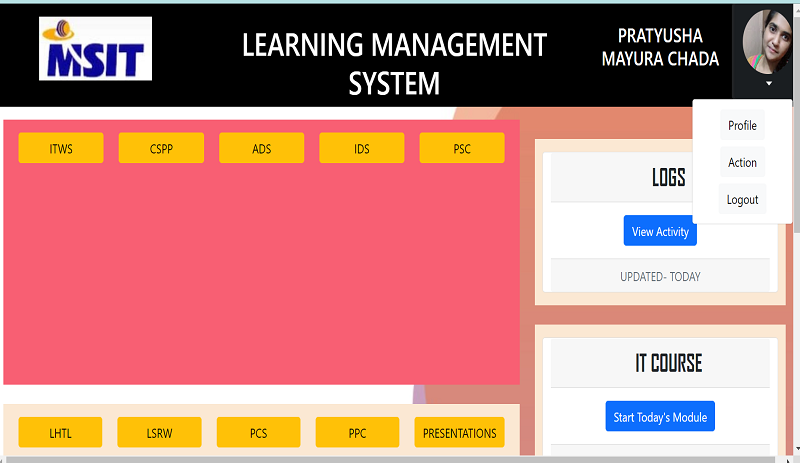 MSIT
LEARNING MANAGEMENT
SYSTEM
PRATYUSHA
MAYURA CHADA
Profile
Action
Logout
ITWS
CSPP
ADS
IDS
PSC
LOGS
View Activity
UPDATED- TODAY
IT COURSE
Start Today's Module
LHTL
LSRW
PCS
PPC
PRESENTATIONS